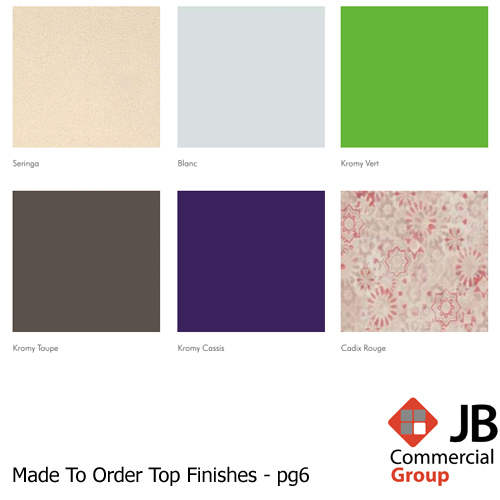 Seringa
Blanc
Kromy Vert
Kromy Taupe
Kromy Cassis
Cadix Rouge
JB
Commercial
Group
Made To Order Top Finishes - pg6